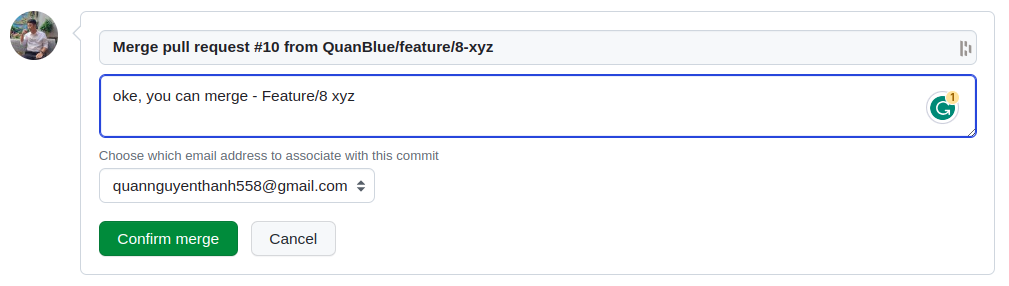 Merge pull request #10 from QuanBlue/feature/8-xyz
oke, you can merge - Feature/8 xyz
1
Choose which email address to associate with this commit
quannguyenthanh558@gmail.com
Confirm merge Cancel